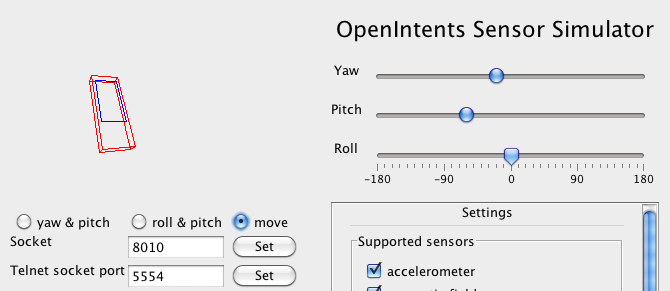 OpenIntents Sensor Simulator
Yaw
Pitch
Roll
-180 -90 0 90 180
yaw & pitch roll & pitch move
Socket 8010 Set
Telnet socket port 5554 Set
Settings
Supported sensors
accelerometer